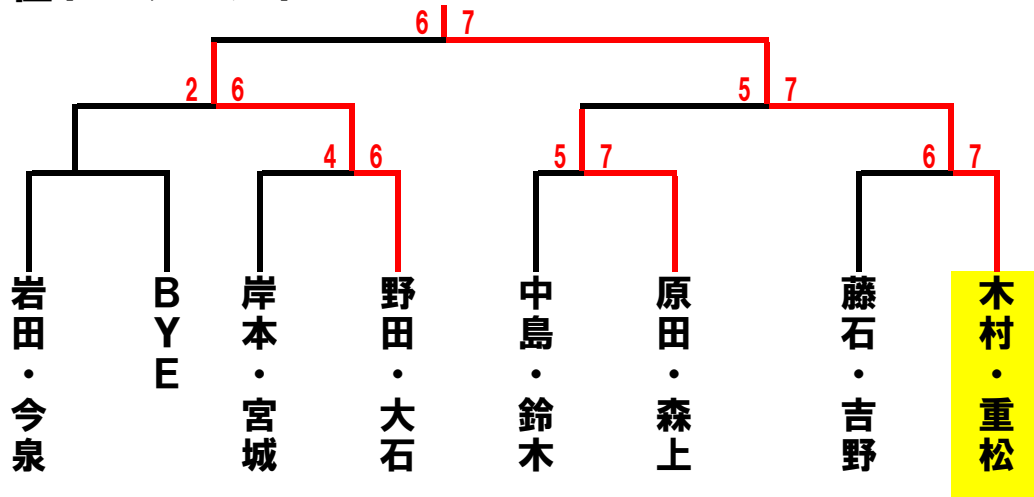 6 7
2 6
5 7
4 6
5 7
6 7
岩田・今泉
BYE
岸本・宮城
野田・大石
中島・鈴木
原田・森上
藤石・吉野
木村・重松